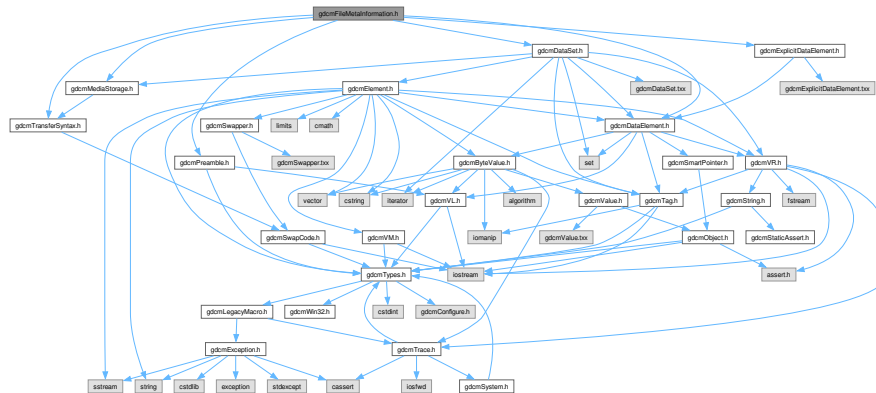 gdcmFileMetaInformation.h
gdcmDataSet.h
gdcmExplicitDataElement.h
gdcmMediaStorage.h
gdcmElement.h
gdcmDataSet.txx
gdcmExplicitDataElement.txx
gdcmTransferSyntax.h
gdcmSwapper.h
limits
cmath
gdcmDataElement.h
gdcmPreamble.h
gdcmSwapper.txx
gdcmByteValue.h
set
gdcmSmartPointer.h
gdcmVR.h
vector
cstring
iterator
gdcmVL.h
algorithm
gdcmValue.h
gdcmTag.h
gdcmString.h
fstream
gdcmSwapCode.h
gdcmVM.h
iomanip
gdcmValue.txx
gdcmObject.h
gdcmStaticAssert.h
gdcmTypes.h
iostream
assert.h
gdcmLegacyMacro.h
gdcmWin32.h
cstdint
gdcmConfigure.h
gdcmException.h
gdcmTrace.h
sstream
string
cstdlib
exception
stdexcept
cassert
iosfwd
gdcmSystem.h